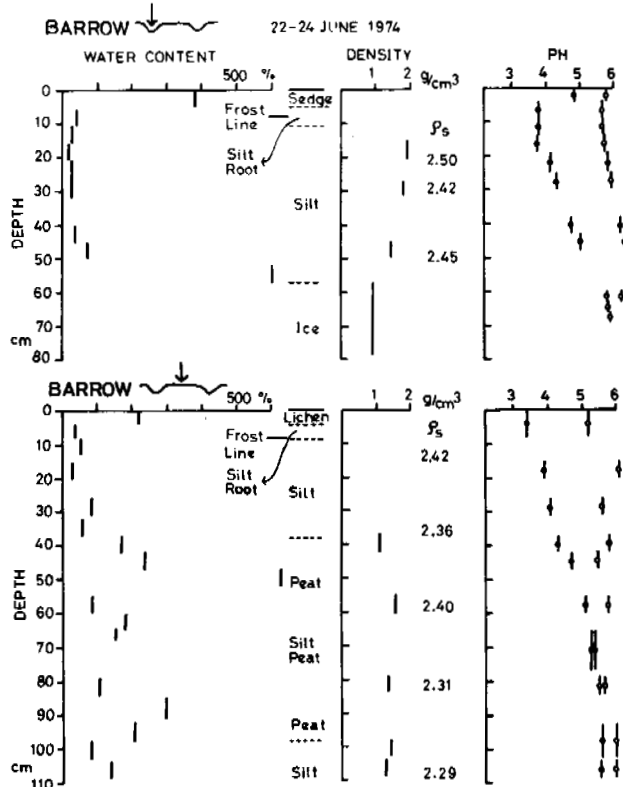 BARROW 22-24 JUNE 1974
WATER CONTENT DENSITY PH
500 % 1 2 g/cm3 3 4 5 6
0 Sedge
10 Frost Line ρs
20 Silt Root 2.50
30 Silt 2.42
40
50 2.45
60
70 Ice
cm
80
DEPTH
BARROW
500 % 0 1 2 g/cm3 3 4 5 6
0 Lichen ρs
10 Frost Line 2.42
20 Silt Root
30 Silt
40 2.36
50 Peat
60 2.40
70 Silt Peat
80 2.31
90 Peat
100
cm Silt 2.29
110
DEPTH